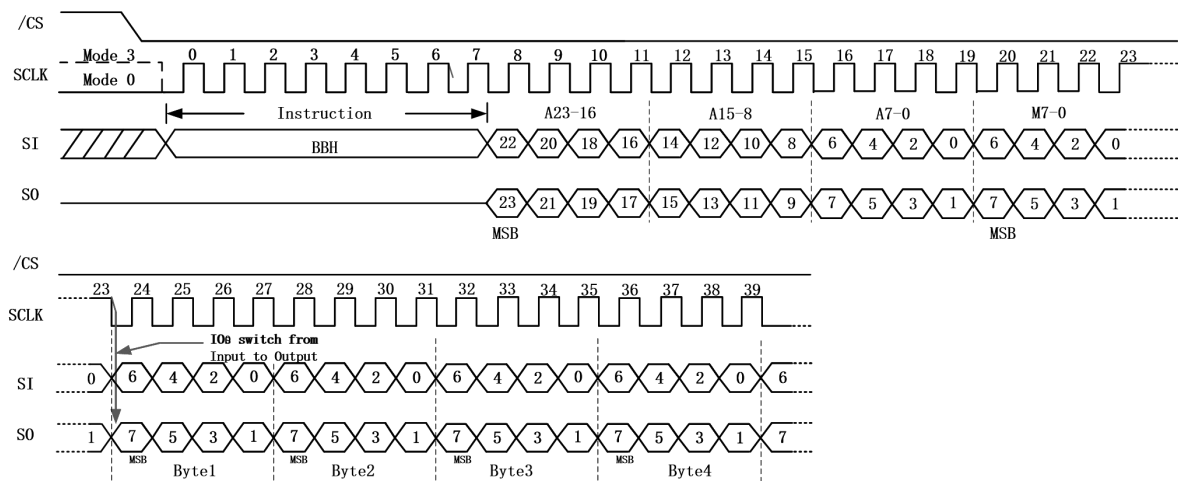 /CS
Mode 3
0 1 2 3 4 5 6 7 8 9 10 11 12 13 14 15 16 17 18 19 20 21 22 23
SCLK
Mode 0
Instruction A23-16 A15-8 A7-0 M7-0
SI BBH 22 20 18 16 14 12 10 8 6 4 2 0 6 4 2 0
SO 23 21 19 17 15 13 11 9 7 5 3 1 7 5 3 1
MSB MSB
/CS
23 24 25 26 27 28 29 30 31 32 33 34 35 36 37 38 39
SCLK
IO0 switch from
Input to Output
SI 0 6 4 2 0 6 4 2 0 6 4 2 0 6 4 2 0 6
SO 1 7 5 3 1 7 5 3 1 7 5 3 1 7 5 3 1 7
MSB MSB MSB MSB
Byte1 Byte2 Byte3 Byte4